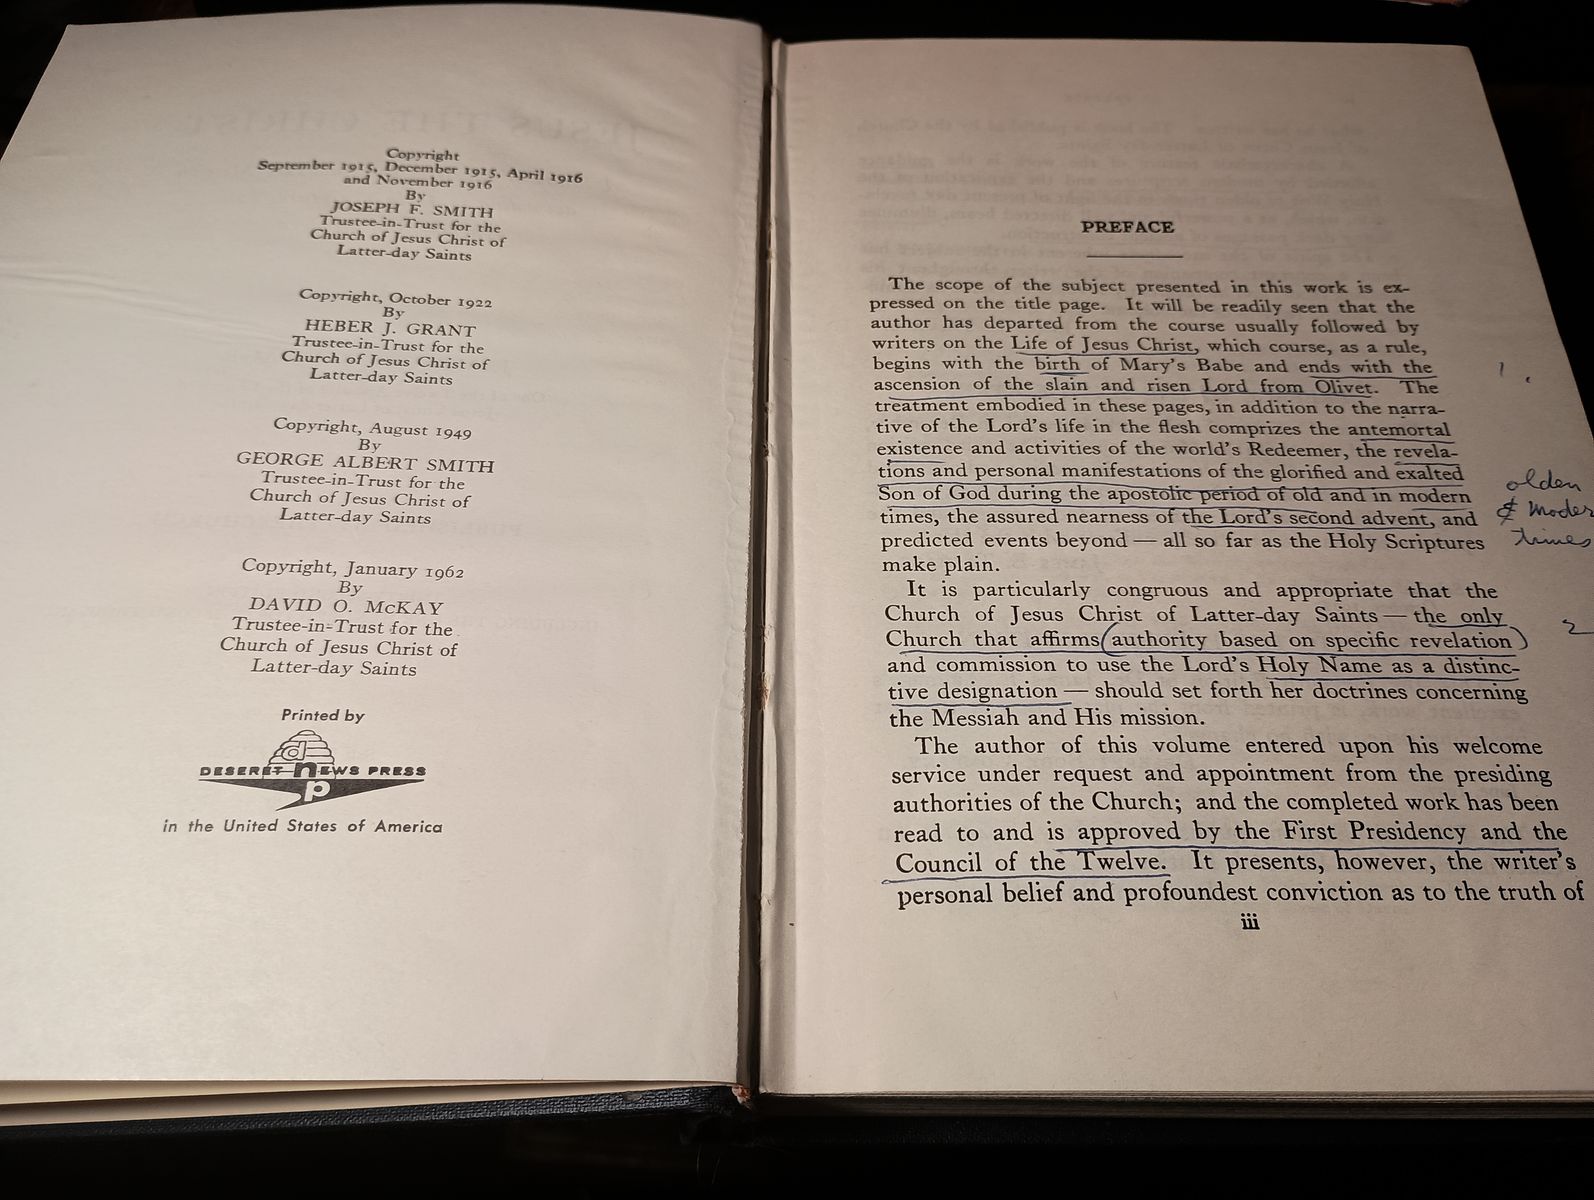 Copyright
September 1915, December 1915, April 1916
and November 1916
By
JOSEPH F. SMITH
Trustee-in-Trust for the
Church of Jesus Christ of
Latter-day Saints
Copyright, October 1922
By
HEBER J. GRANT
Trustee-in-Trust for the
Church of Jesus Christ of
Latter-day Saints
Copyright, August 1949
By
GEORGE ALBERT SMITH
Trustee-in-Trust for the
Church of Jesus Christ of
Latter-day Saints
Copyright, January 1962
By
DAVID O. McKAY
Trustee-in-Trust for the
Church of Jesus Christ of
Latter-day Saints
Printed by
d
DESERET NEWS PRESS
p
in the United States of America
PREFACE
The scope of the subject presented in this work is ex-
pressed on the title page. It will be readily seen that the
author has departed from the course usually followed by
writers on the Life of Jesus Christ, which course, as a rule,
begins with the birth of Mary's Babe and ends with the
ascension of the slain and risen Lord from Olivet. The
treatment embodied in these pages, in addition to the narra-
tive of the Lord's life in the flesh comprizes the antemortal
existence and activities of the world's Redeemer, the revela-
tions and personal manifestations of the glorified and exalted
Son of God during the apostolic period of old and in modern
times, the assured nearness of the Lord's second advent, and
predicted events beyond — all so far as the Holy Scriptures
make plain.
It is particularly congruous and appropriate that the
Church of Jesus Christ of Latter-day Saints — the only
Church that affirms (authority based on specific revelation)
and commission to use the Lord's Holy Name as a distinc-
tive designation — should set forth her doctrines concerning
the Messiah and His mission.
The author of this volume entered upon his welcome
service under request and appointment from the presiding
authorities of the Church; and the completed work has been
read to and is approved by the First Presidency and the
Council of the Twelve. It presents, however, the writer's
personal belief and profoundest conviction as to the truth of
iii
1.
olden
& moder
times
2